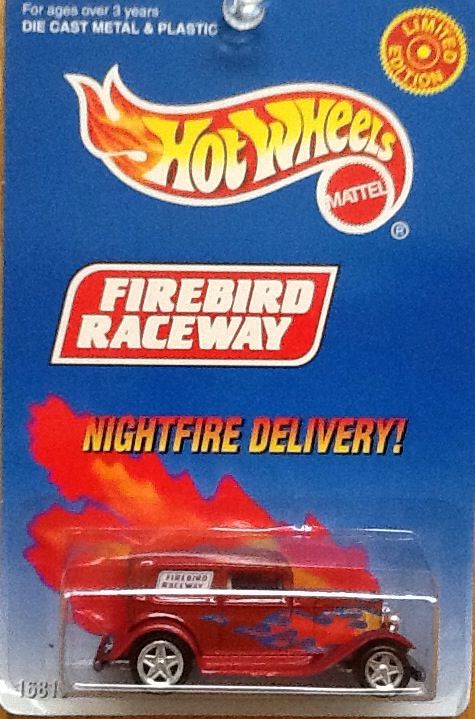 For ages over 3 years
DIE CAST METAL & PLASTIC
LIMITED
EDITION
HOT WHEELS
MATTEL
®
FIREBIRD
RACEWAY
NIGHTFIRE DELIVERY!
FIREBIRD
RACEWAY
1681